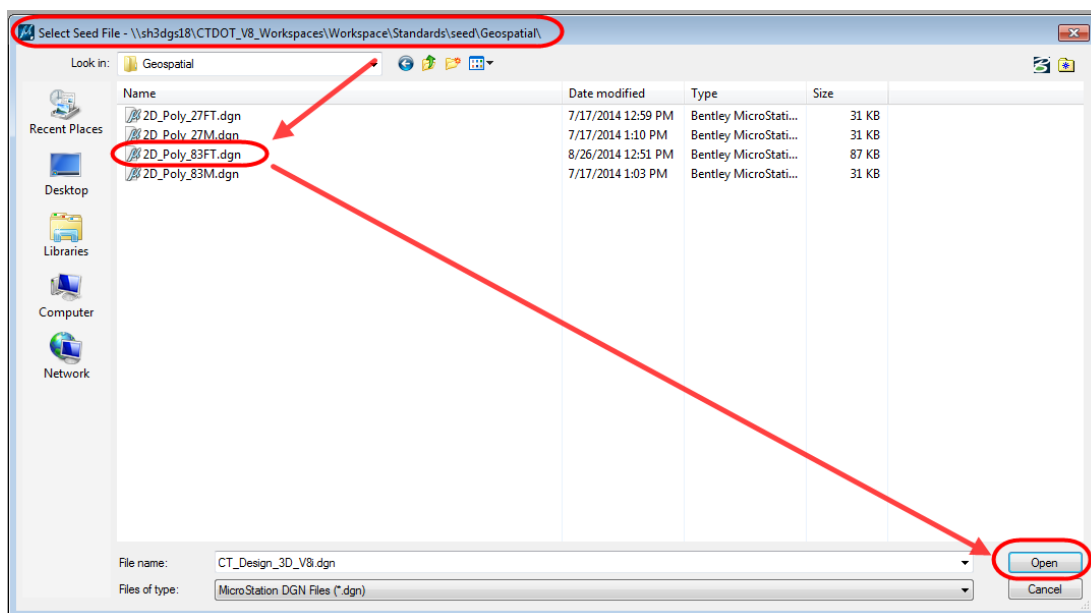 Select Seed File - \\sh3dgs18\CTDOT_V8_Workspaces\Workspace\Standards\seed\Geospatial\
Look in: Geospatial
Name Date modified Type Size
2D_Poly_27FT.dgn 7/17/2014 12:59 PM Bentley MicroStati... 31 KB
2D_Poly_27M.dgn 7/17/2014 1:10 PM Bentley MicroStati... 31 KB
2D_Poly_83FT.dgn 8/26/2014 12:51 PM Bentley MicroStati... 87 KB
2D_Poly_83M.dgn 7/17/2014 1:03 PM Bentley MicroStati... 31 KB
Recent Places
Desktop
Libraries
Computer
Network
File name: CT_Design_3D_V8i.dgn Open
Files of type: MicroStation DGN Files (*.dgn) Cancel